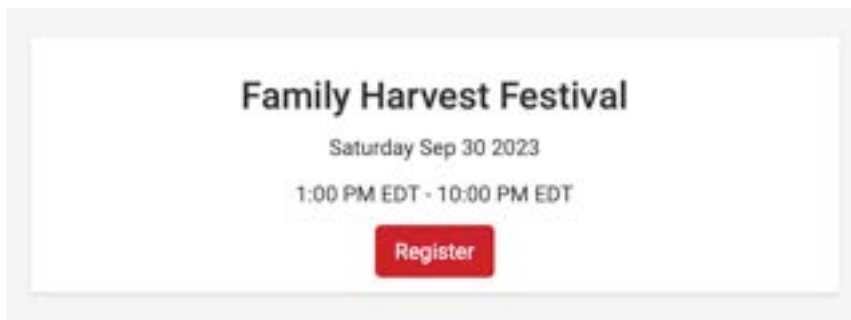 Family Harvest Festival
Saturday Sep 30 2023
1:00 PM EDT - 10:00 PM EDT
Register